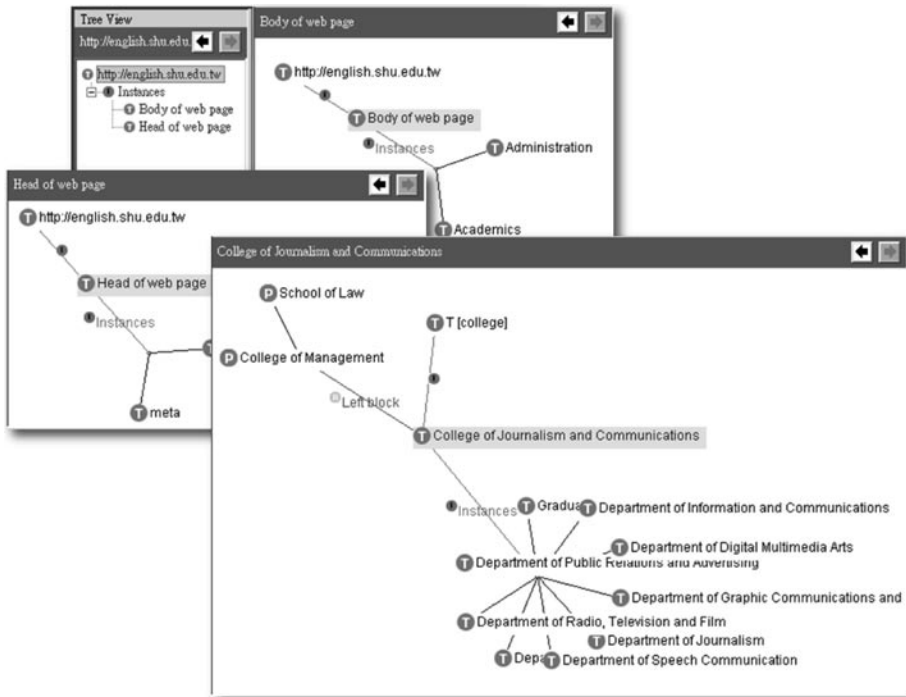 Tree View
http://english.shu.edu.
http://english.shu.edu.tw
Instances
Body of web page
Head of web page
Body of web page
http://english.shu.edu.tw
Body of web page
Instances
Administration
Academics
Head of web page
http://english.shu.edu.tw
Head of web page
Instances
meta
College of Journalism and Communications
School of Law
T [college]
College of Management
Left block
College of Journalism and Communications
Instances
Gradua
Department of Information and Communications
Department of Digital Multimedia Arts
Department of Public Relations and Advertising
Department of Graphic Communications and
Department of Radio, Television and Film
Department of Journalism
Depa
Department of Speech Communication